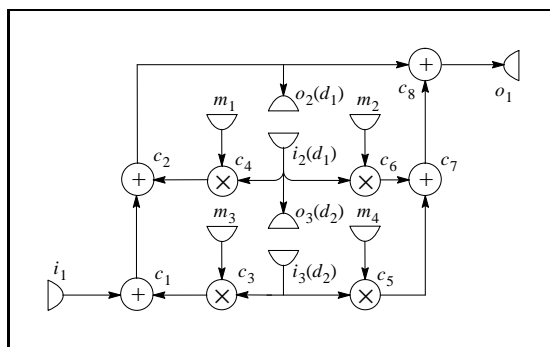 o₂(d₁)
c₈
o₁
m₁
m₂
i₂(d₁)
c₂
c₄
c₆
c₇
+
×
×
+
+
o₃(d₂)
m₃
m₄
i₃(d₂)
i₁
c₁
c₃
c₅
+
×
×